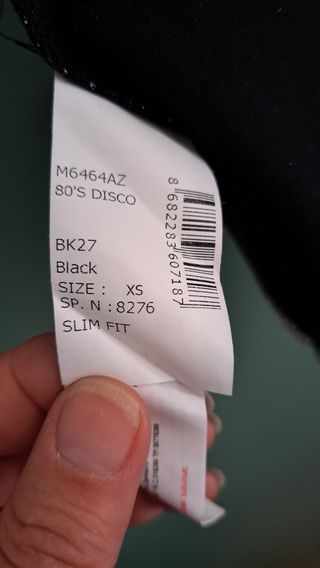 M6464AZ
80'S DISCO
BK27
Black
SIZE : XS
SP. N : 8276
SLIM FIT
8 682283 607187